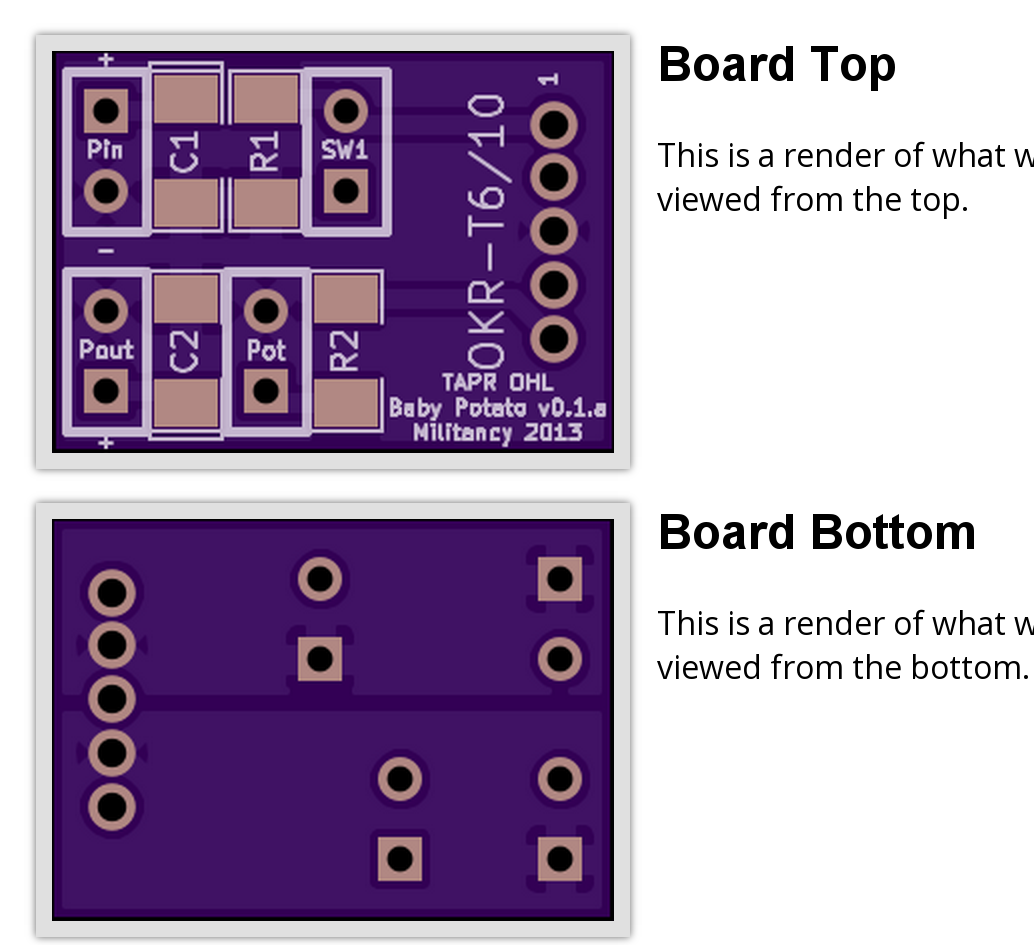 Board Top
This is a render of what w
viewed from the top.
+
Pin
C1
R1
SW1
1
-
OKR-T6/10
Pout
C2
Pot
R2
+
TAPR OHL
Baby Potato v0.1.a
Militancy 2013
Board Bottom
This is a render of what w
viewed from the bottom.